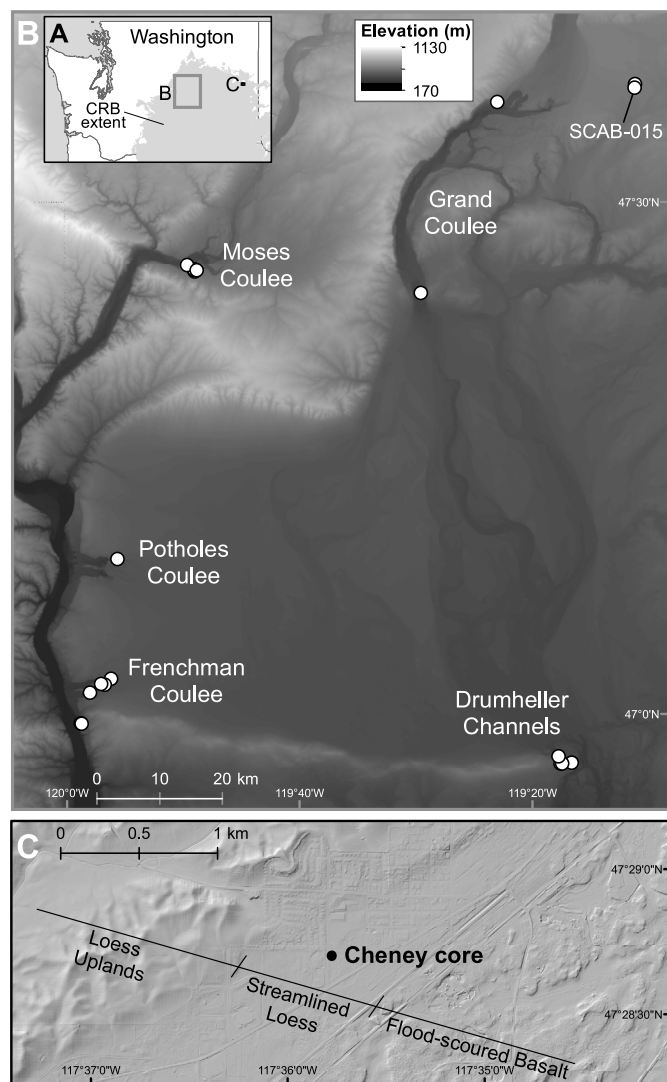 B
A
Washington
B
C
CRB
extent
Elevation (m)
1130
170
SCAB-015
47°30'N
Grand
Coulee
Moses
Coulee
Potholes
Coulee
Frenchman
Coulee
Drumheller
Channels
47°0'N
0 10 20 km
120°0'W 119°40'W 119°20'W
C
0 0.5 1 km
47°29'0"N
Loess
Uplands
Cheney core
Streamlined
Loess
Flood-scoured Basalt
47°28'30"N
117°37'0"W 117°36'0"W 117°35'0"W